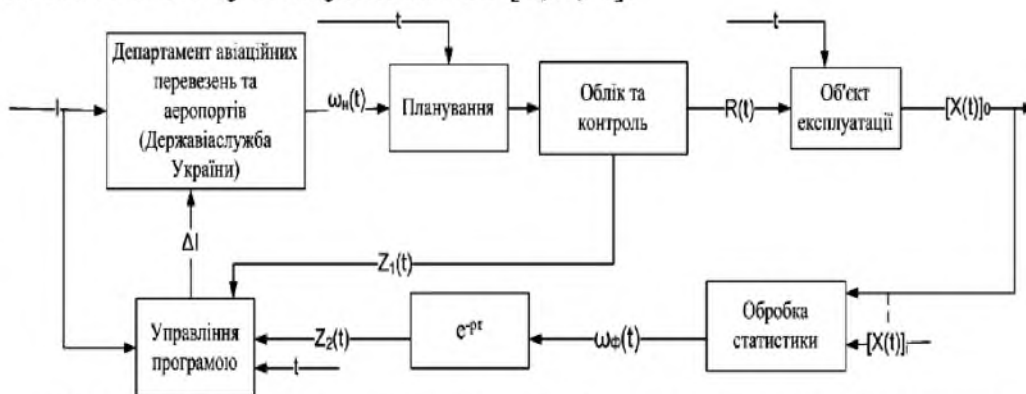 t
t
Департамент авіаційних
перевезень та
аеропортів
(Державіаслужба
України)
I
ωн(t)
Планування
Облік та
контроль
R(t)
Об'єкт
експлуатації
[X(t)]₀
ΔI
Z₁(t)
Управління
програмою
Z₂(t)
t
e^-pτ
ωф(t)
Обробка
статистики
[X(t)]ᵢ